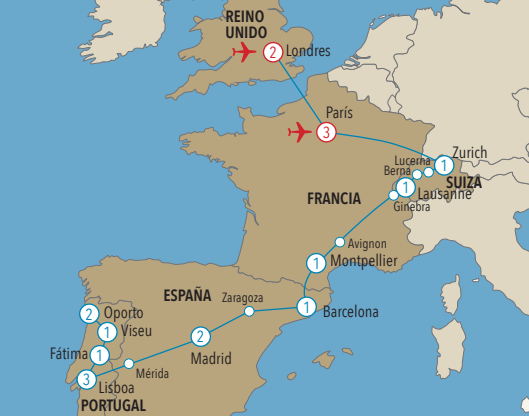 REINO
UNIDO
2 Londres
París
3
Zurich
1
Lucerna
Berna
SUIZA
1
Lausanne
Ginebra
FRANCIA
Avignon
1 Montpellier
ESPAÑA
Zaragoza
1 Barcelona
2 Oporto
1 Viseu
2
Madrid
Fátima 1
Mérida
3 Lisboa
PORTUGAL